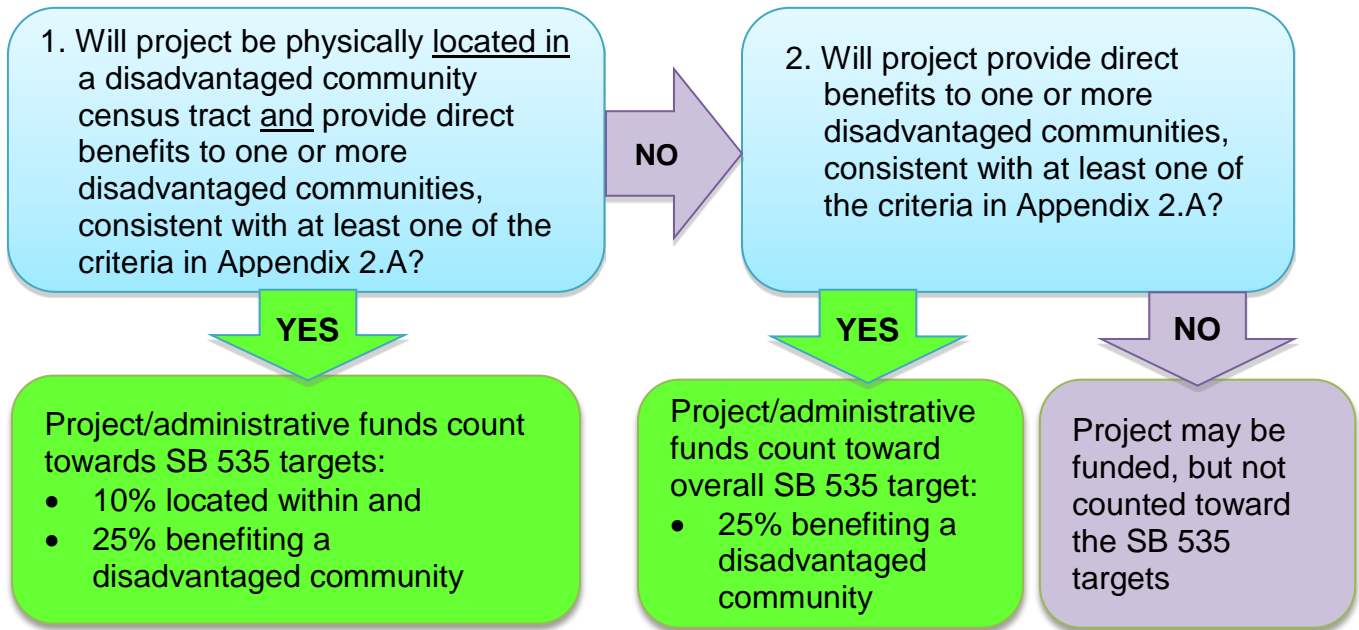 1. Will project be physically located in
a disadvantaged community
census tract and provide direct
benefits to one or more
disadvantaged communities,
consistent with at least one of the
criteria in Appendix 2.A?
NO
2. Will project provide direct
benefits to one or more
disadvantaged communities,
consistent with at least one of
the criteria in Appendix 2.A?
YES
YES
NO
Project/administrative funds count
towards SB 535 targets:
• 10% located within and
• 25% benefiting a
disadvantaged community
Project/administrative
funds count toward
overall SB 535 target:
• 25% benefiting a
disadvantaged
community
Project may be
funded, but not
counted toward
the SB 535
targets